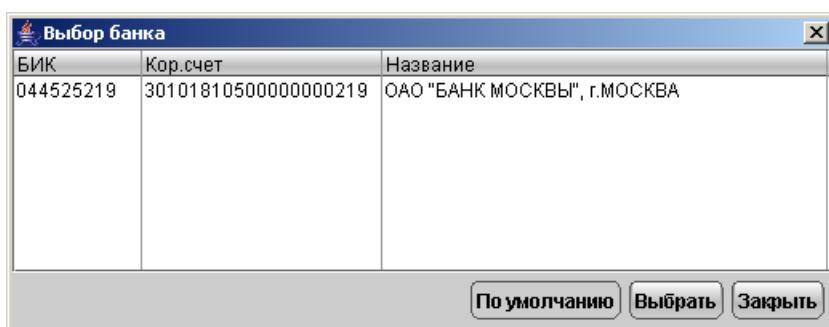 Выбор банка
БИК Кор.счет Название
044525219 30101810500000000219 ОАО "БАНК МОСКВЫ", г.МОСКВА
По умолчанию Выбрать Закрыть